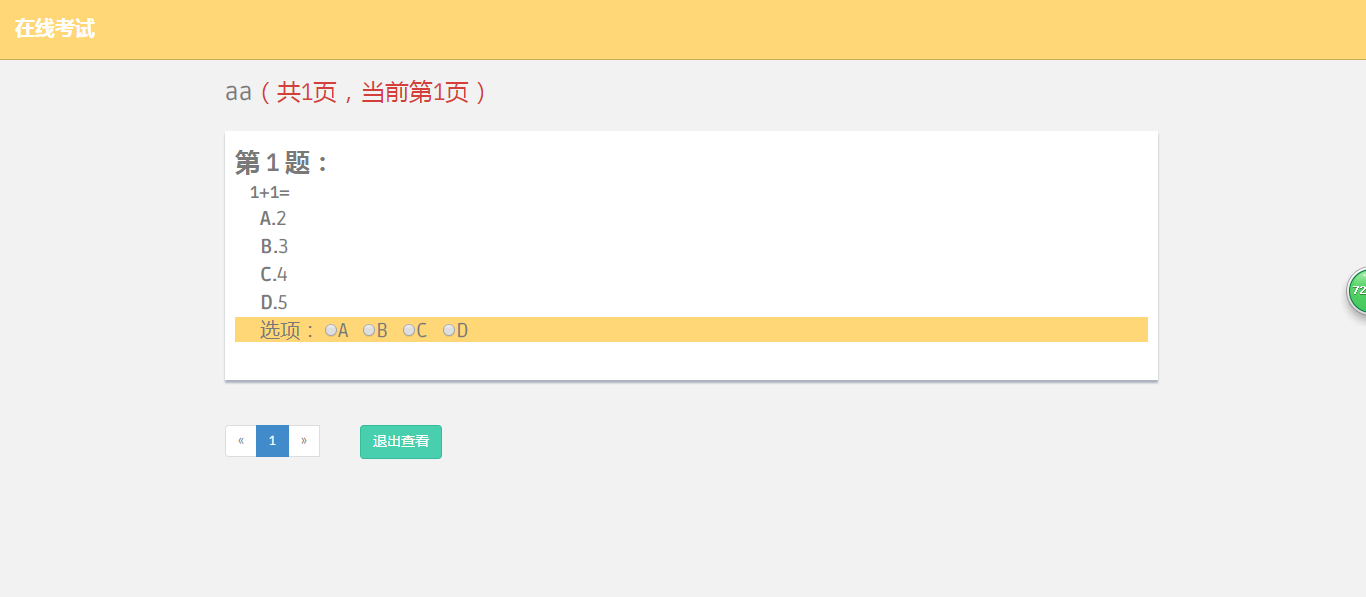 在线考试
aa（共1页，当前第1页）
第 1 题：
1+1=
A.2
B.3
C.4
D.5
选项： A B C D
« 1 » 退出查看
72